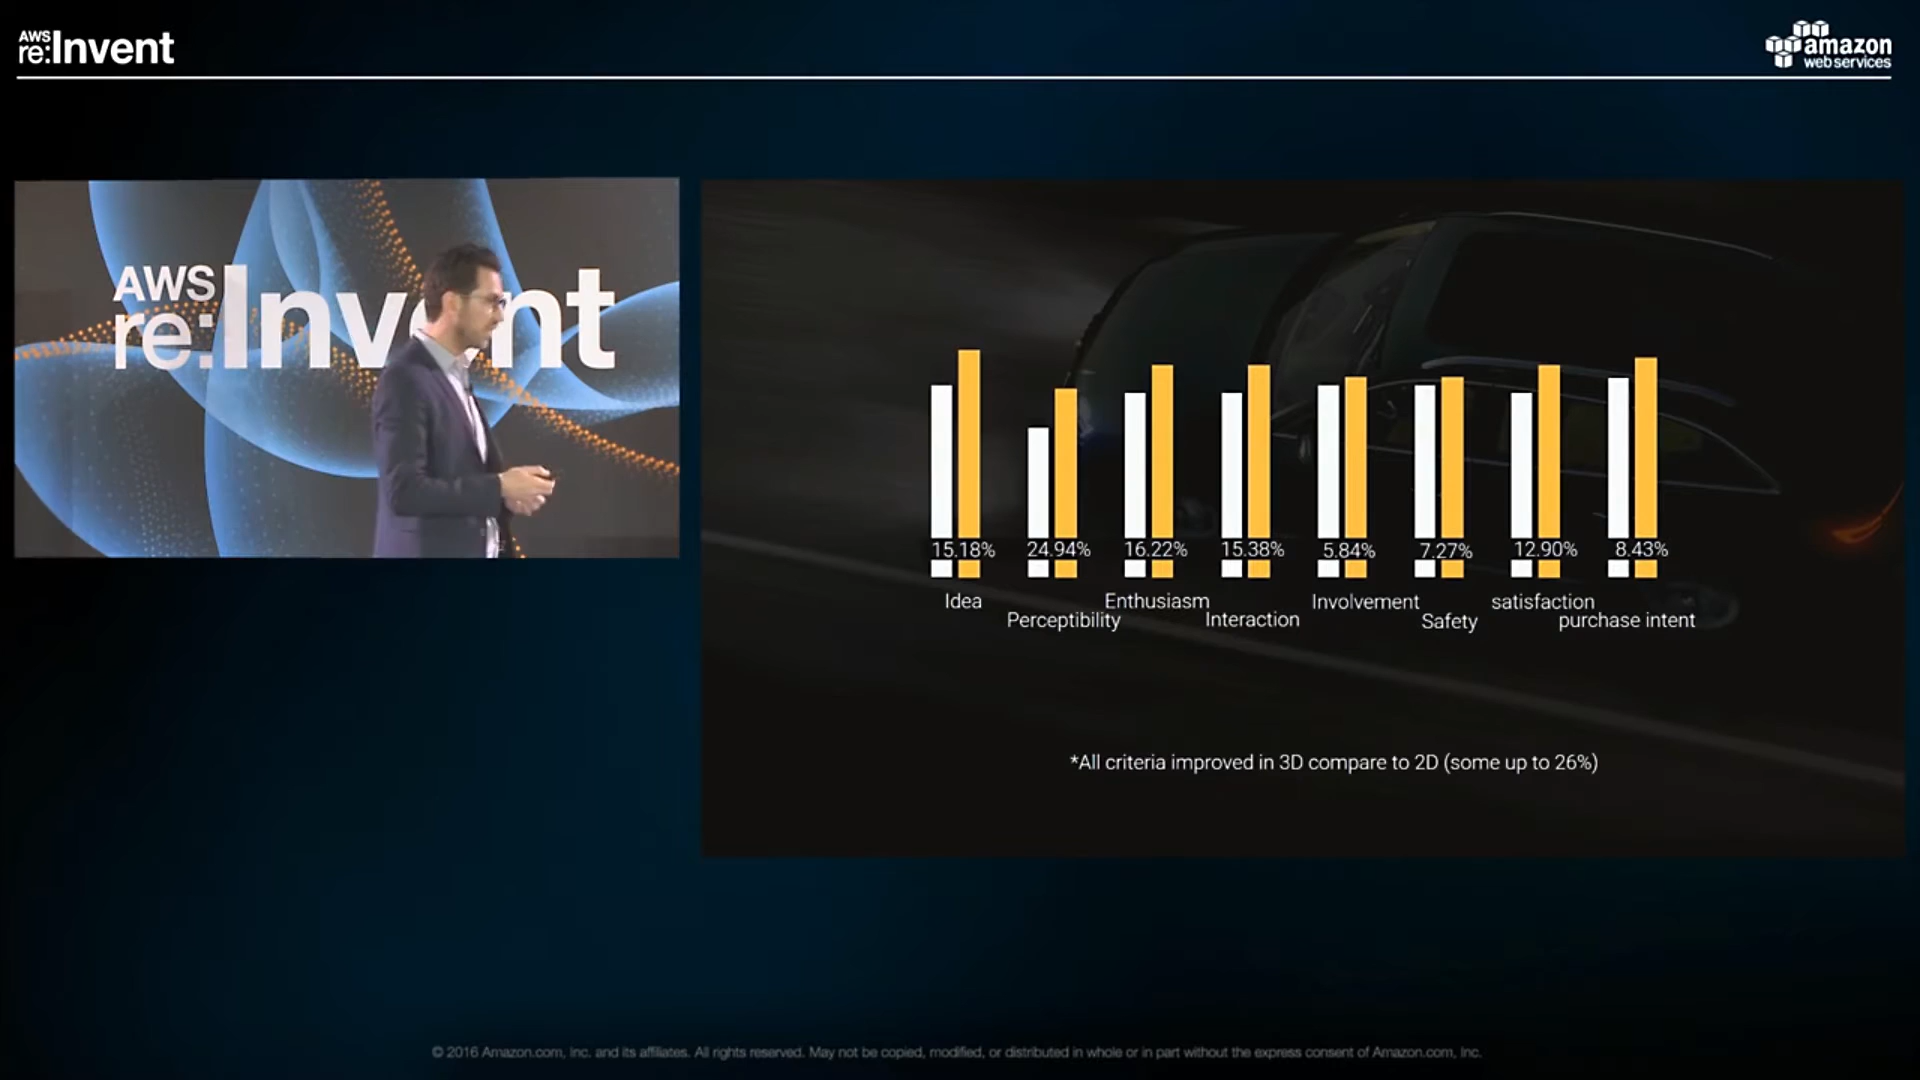 AWS
re:Invent
amazon
web services
AWS
re:Invent
15.18% 24.94% 16.22% 15.38% 5.84% 7.27% 12.90% 8.43%
Idea Enthusiasm Involvement satisfaction
Perceptibility Interaction Safety purchase intent
*All criteria improved in 3D compare to 2D (some up to 26%)
© 2016 Amazon.com, Inc. and its affiliates. All rights reserved. May not be copied, modified, or distributed in whole or in part without the express consent of Amazon.com, Inc.